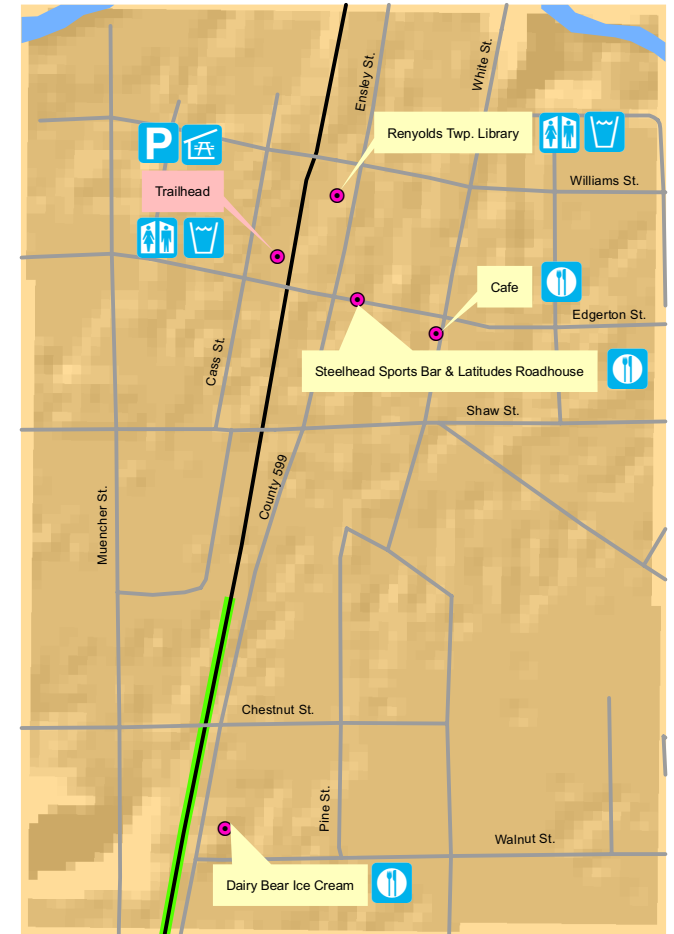 Ensley St.
White St.
Renyolds Twp. Library
P
Williams St.
Trailhead
Cafe
Edgerton St.
Cass St.
Steelhead Sports Bar & Latitudes Roadhouse
Shaw St.
County 599
Muencher St.
Chestnut St.
Pine St.
Walnut St.
Dairy Bear Ice Cream